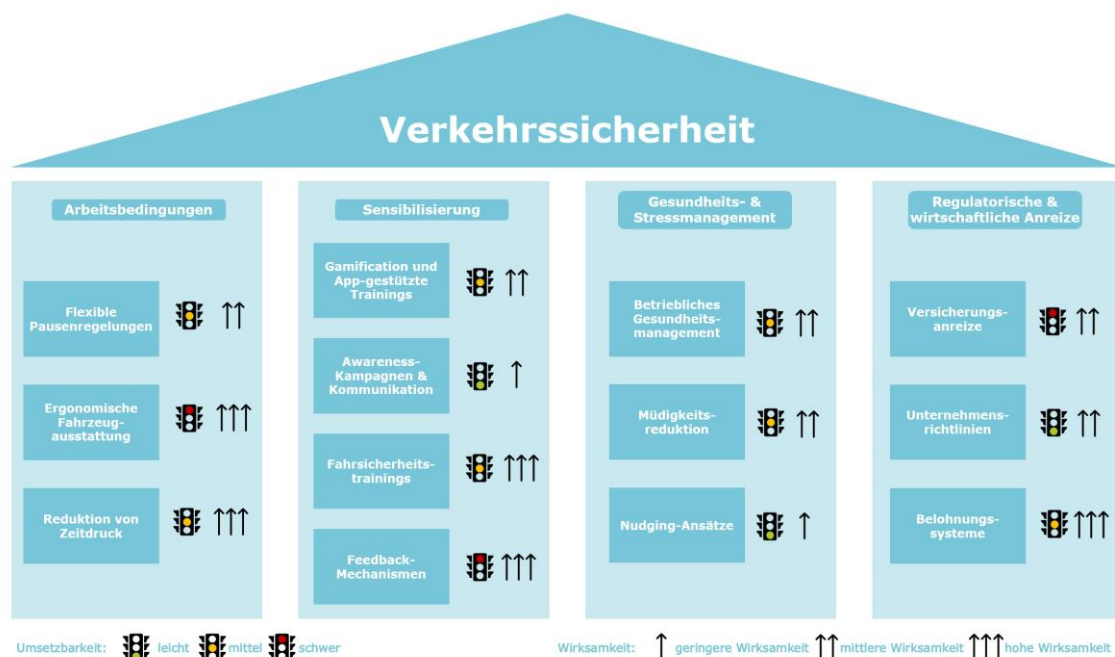 Verkehrssicherheit
Arbeitsbedingungen
Flexible
Pausenregelungen
Ergonomische
Fahrzeug-
ausstattung
Reduktion von
Zeitdruck
Sensibilisierung
Gamification und
App-gestützte
Trainings
Awareness-
Kampagnen &
Kommunikation
Fahrsicherheits-
trainings
Feedback-
Mechanismen
Gesundheits- &
Stressmanagement
Betriebliches
Gesundheits-
management
Müdigkeits-
reduktion
Nudging-Ansätze
Regulatorische &
wirtschaftliche Anreize
Versicherungs-
anreize
Unternehmens-
richtlinien
Belohnungs-
systeme
Umsetzbarkeit: leicht mittel schwer
Wirksamkeit: ↑ geringere Wirksamkeit ↑↑ mittlere Wirksamkeit ↑↑↑ hohe Wirksamkeit